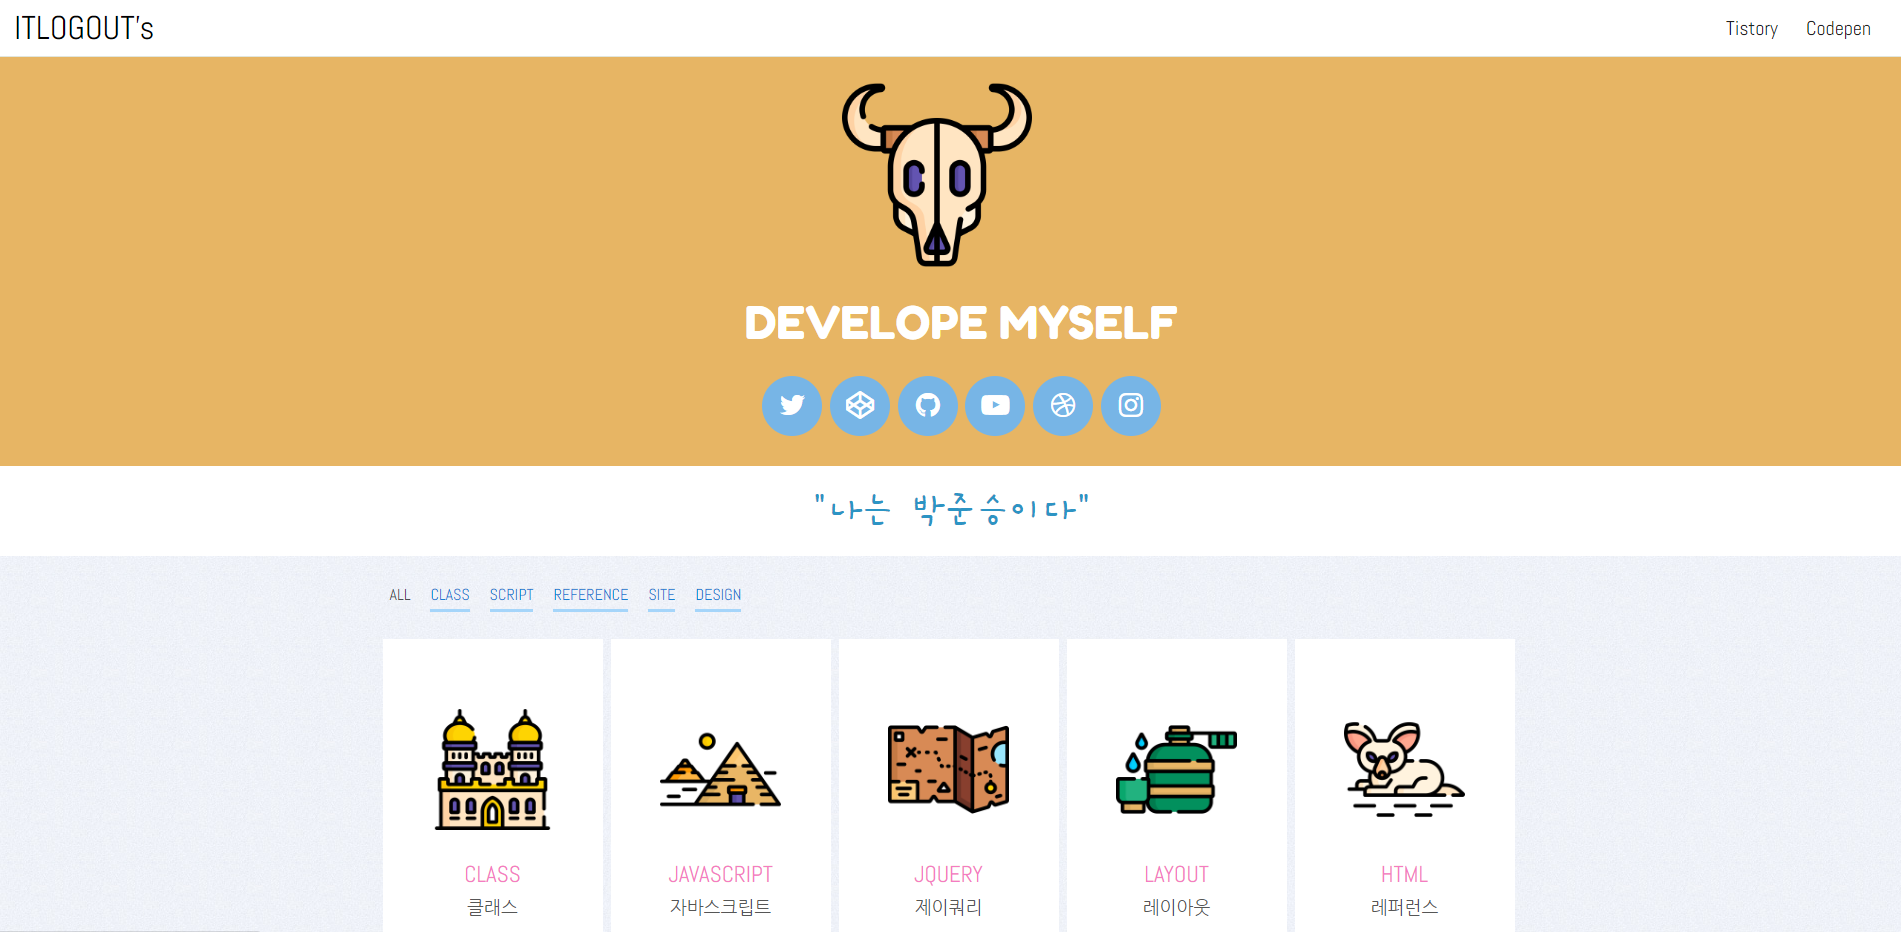 ITLOGOUT's
Tistory Codepen
DEVELOPE MYSELF
"나는 박준승이다"
ALL CLASS SCRIPT REFERENCE SITE DESIGN
CLASS
클래스
JAVASCRIPT
자바스크립트
JQUERY
제이쿼리
LAYOUT
레이아웃
HTML
레퍼런스